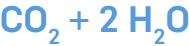 CO₂ + 2 H₂O